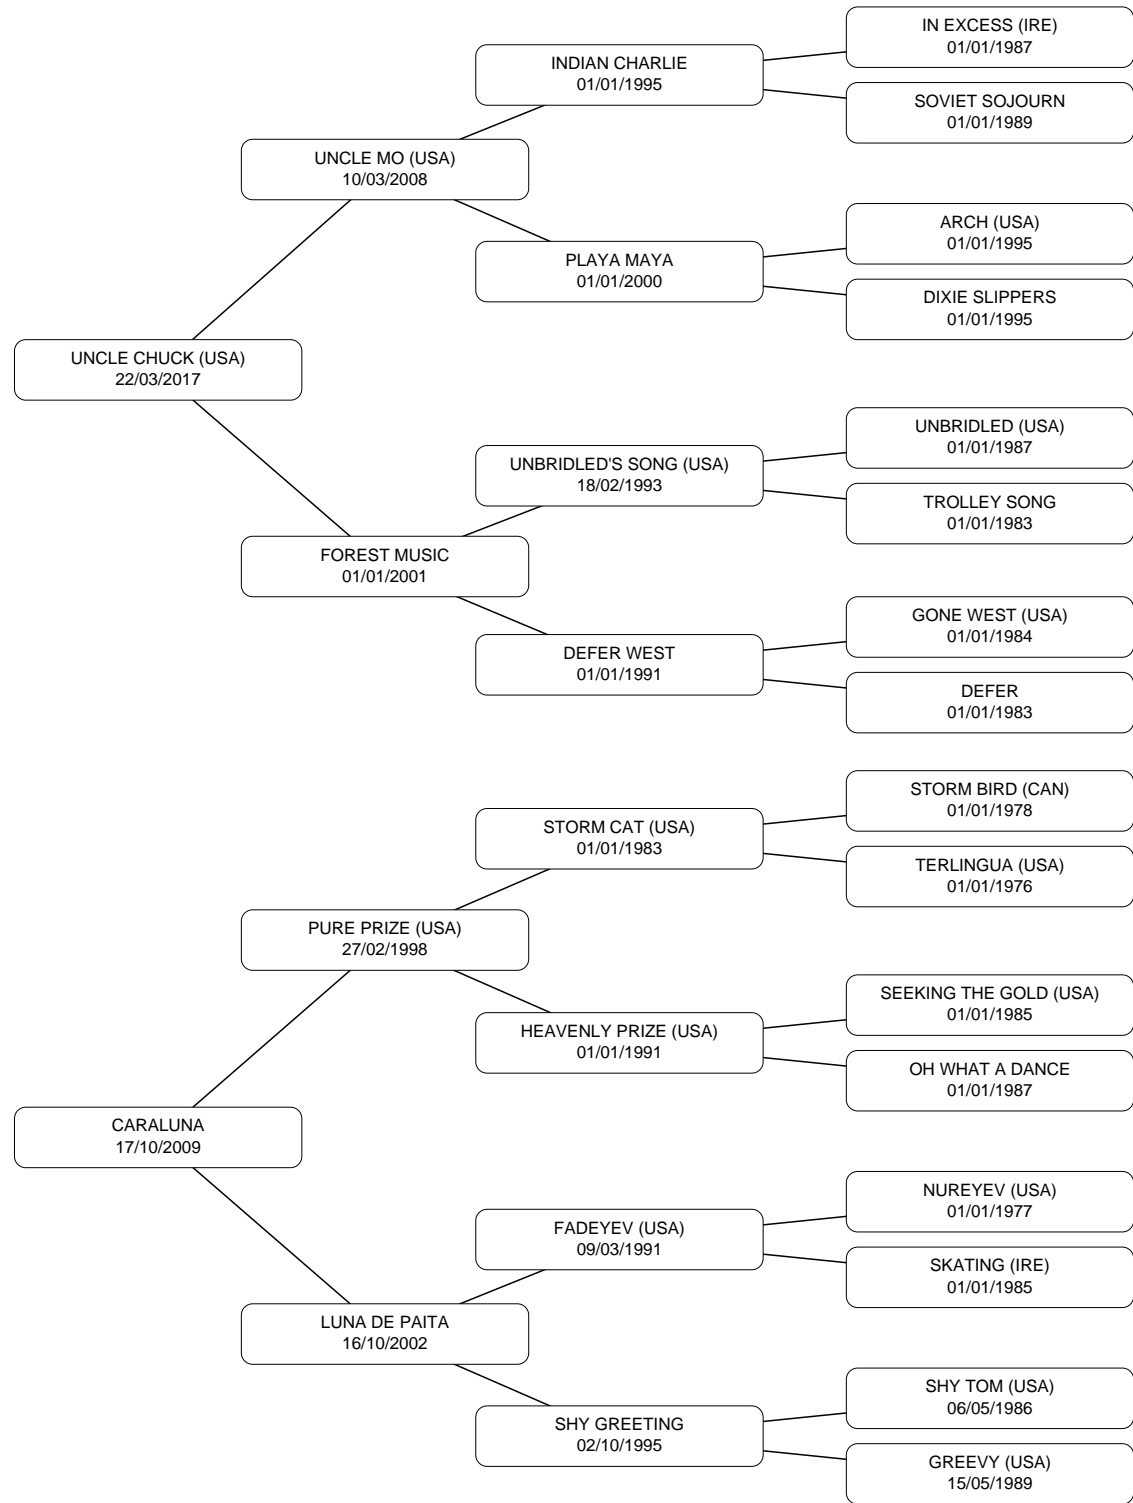 IN EXCESS (IRE)
01/01/1987
INDIAN CHARLIE
01/01/1995
SOVIET SOJOURN
01/01/1989
UNCLE MO (USA)
10/03/2008
ARCH (USA)
01/01/1995
PLAYA MAYA
01/01/2000
DIXIE SLIPPERS
01/01/1995
UNCLE CHUCK (USA)
22/03/2017
UNBRIDLED (USA)
01/01/1987
UNBRIDLED'S SONG (USA)
18/02/1993
TROLLEY SONG
01/01/1983
FOREST MUSIC
01/01/2001
GONE WEST (USA)
01/01/1984
DEFER WEST
01/01/1991
DEFER
01/01/1983
STORM BIRD (CAN)
01/01/1978
STORM CAT (USA)
01/01/1983
TERLINGUA (USA)
01/01/1976
PURE PRIZE (USA)
27/02/1998
SEEKING THE GOLD (USA)
01/01/1985
HEAVENLY PRIZE (USA)
01/01/1991
OH WHAT A DANCE
01/01/1987
CARALUNA
17/10/2009
NUREYEV (USA)
01/01/1977
FADEYEV (USA)
09/03/1991
SKATING (IRE)
01/01/1985
LUNA DE PAITA
16/10/2002
SHY TOM (USA)
06/05/1986
SHY GREETING
02/10/1995
GREEVY (USA)
15/05/1989